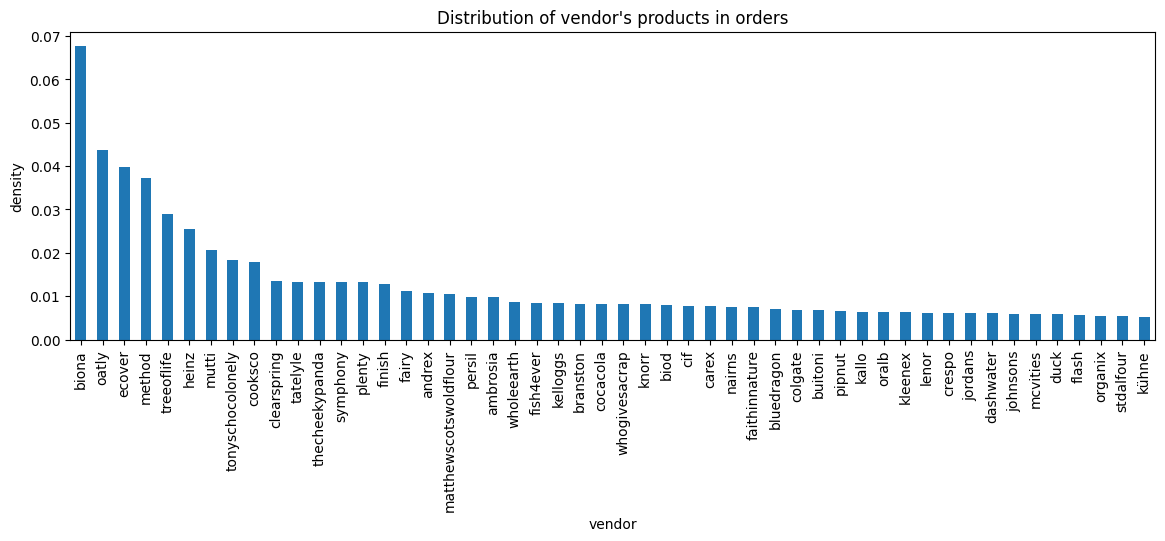 Distribution of vendor's products in orders
density
0.07
0.06
0.05
0.04
0.03
0.02
0.01
0.00
biona
oatly
ecover
method
treeoflife
heinz
mutti
tonyschocolonely
cooksco
clearspring
tatelyle
thecheekypanda
symphony
plenty
finish
fairy
andrex
matthewscotswoldflour
persil
ambrosia
wholeearth
fish4ever
kelloggs
branston
cocacola
whogivesacrap
knorr
biod
cif
carex
nairns
faithinnature
bluedragon
colgate
buitoni
pipnut
kallo
oralb
kleenex
lenor
crespo
jordans
dashwater
johnsons
mcvities
duck
flash
organix
stdalfour
kühne
vendor